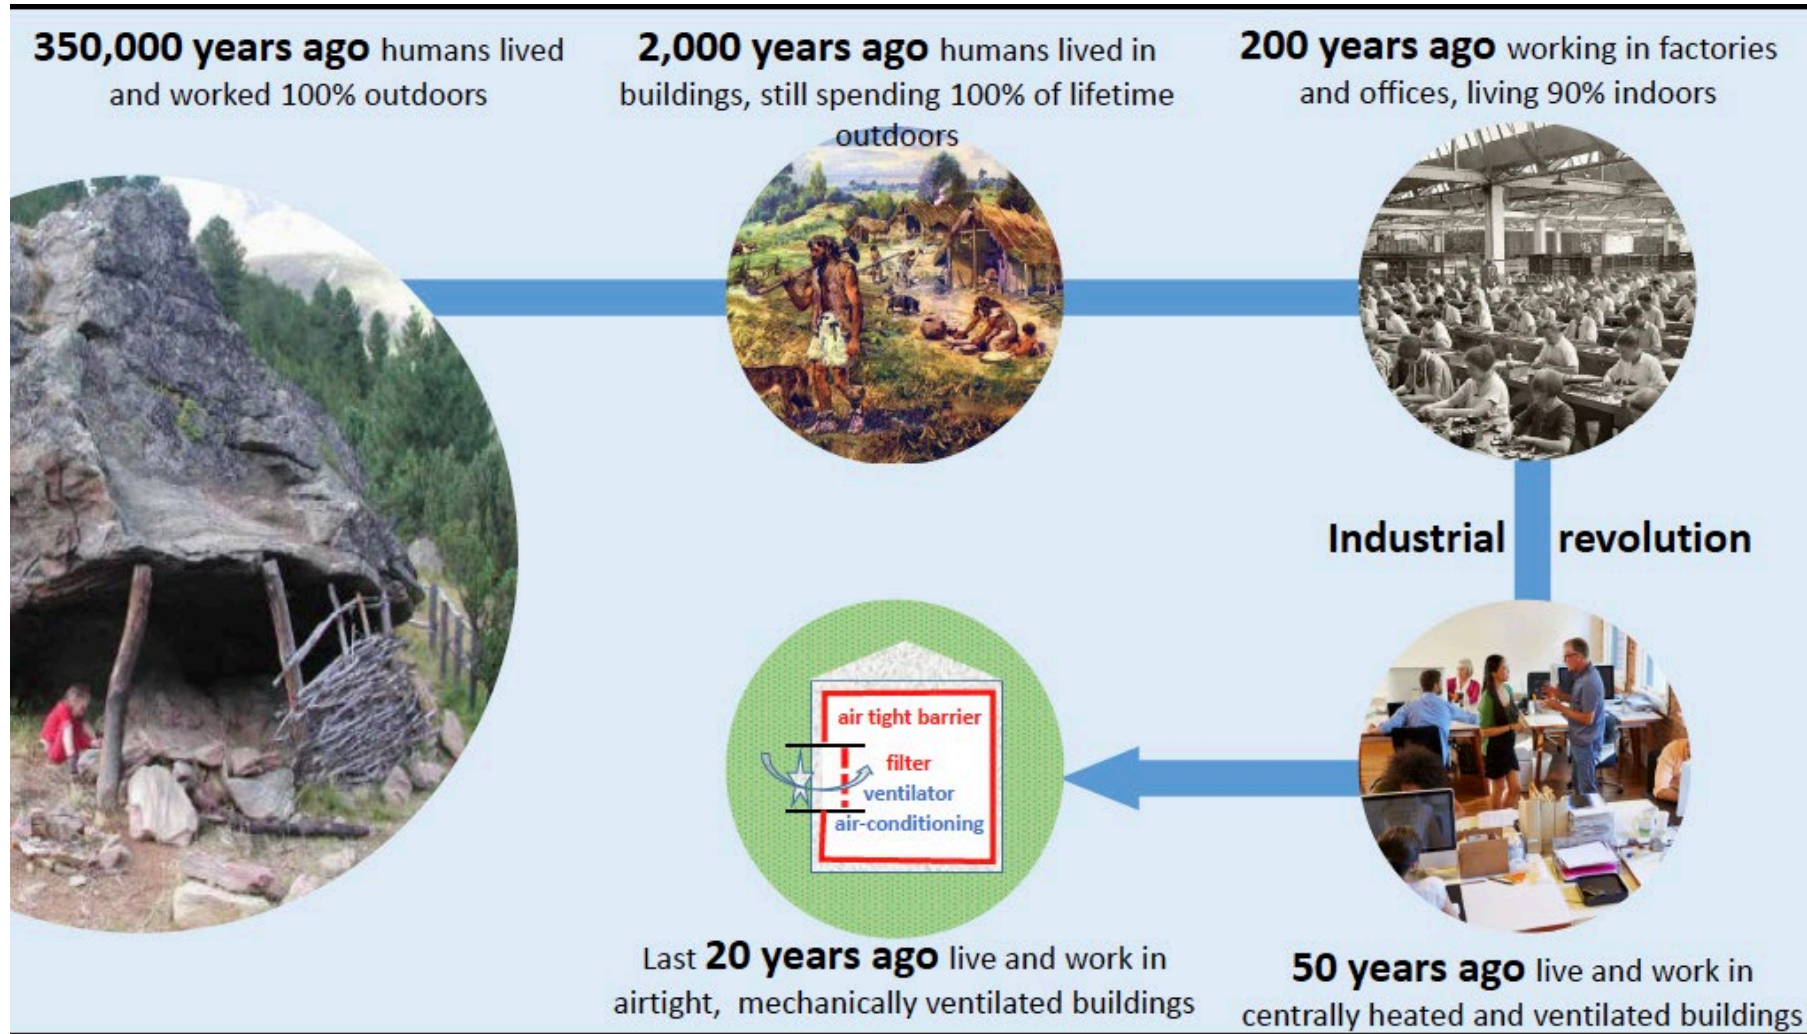 350,000 years ago humans lived
and worked 100% outdoors
2,000 years ago humans lived in
buildings, still spending 100% of lifetime
outdoors
200 years ago working in factories
and offices, living 90% indoors
Industrial revolution
50 years ago live and work in
centrally heated and ventilated buildings
air tight barrier
filter
ventilator
air-conditioning
Last 20 years ago live and work in
airtight, mechanically ventilated buildings